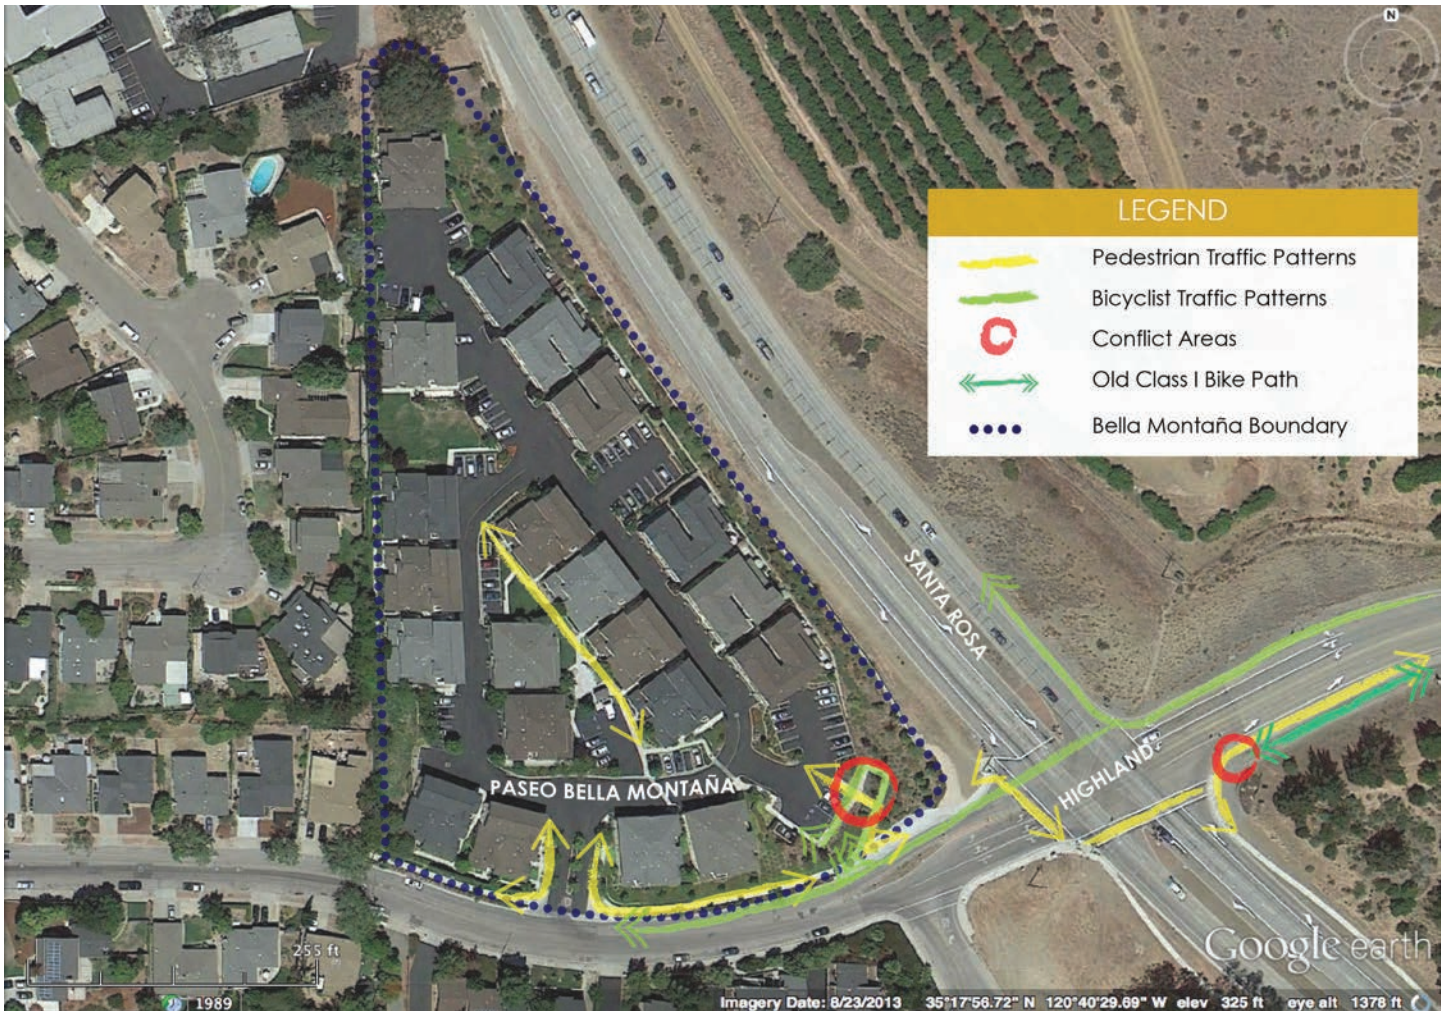 N
LEGEND
Pedestrian Traffic Patterns
Bicyclist Traffic Patterns
Conflict Areas
Old Class I Bike Path
Bella Montaña Boundary
SANTA ROSA
HIGHLAND
PASEO BELLA MONTAÑA
Google earth
255 ft
1989
Imagery Date: 8/23/2013 35°17'56.72" N 120°40'29.69" W elev 325 ft eye alt 1378 ft